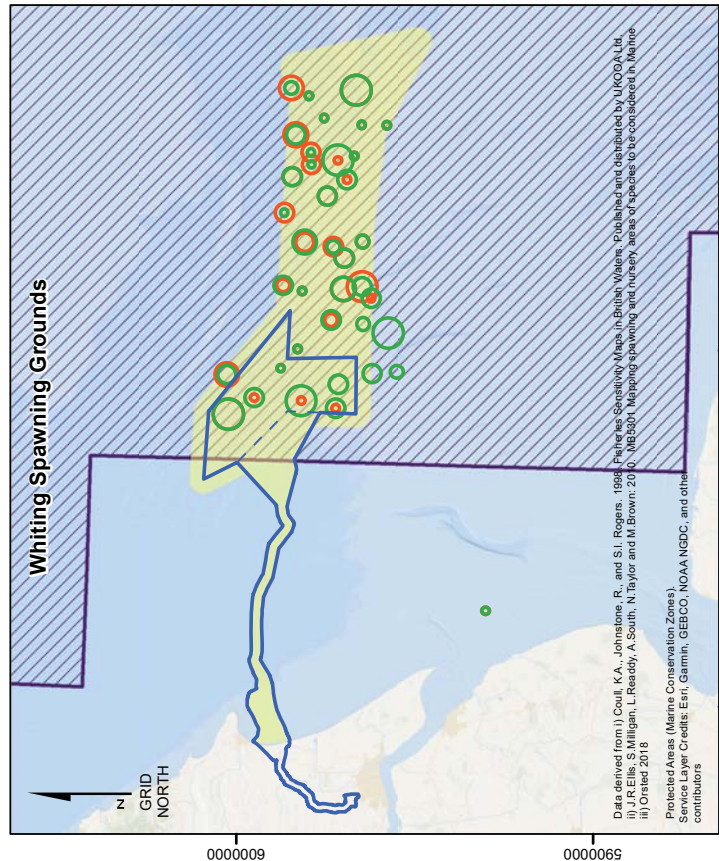 Whiting Spawning Grounds
N
GRID
NORTH
Data derived from i) Coull, K.A., Johnstone, R., and S.I. Rogers. 1998. Fisheries Sensitivity Maps in British Waters. Published and distributed by UKOOA Ltd.
ii) J.R.Ellis, S.Milligan, L.Readdy, A.South, N.Taylor and M.Brown: 2010. MB5301 Mapping spawning and nursery areas of species to be considered in Marine
iii) Orsted 2018
Protected Areas (Marine Conservation Zones).
Service Layer Credits: Esri, Garmin, GEBCO, NOAA NGDC, and other
contributors
6000000
5900000